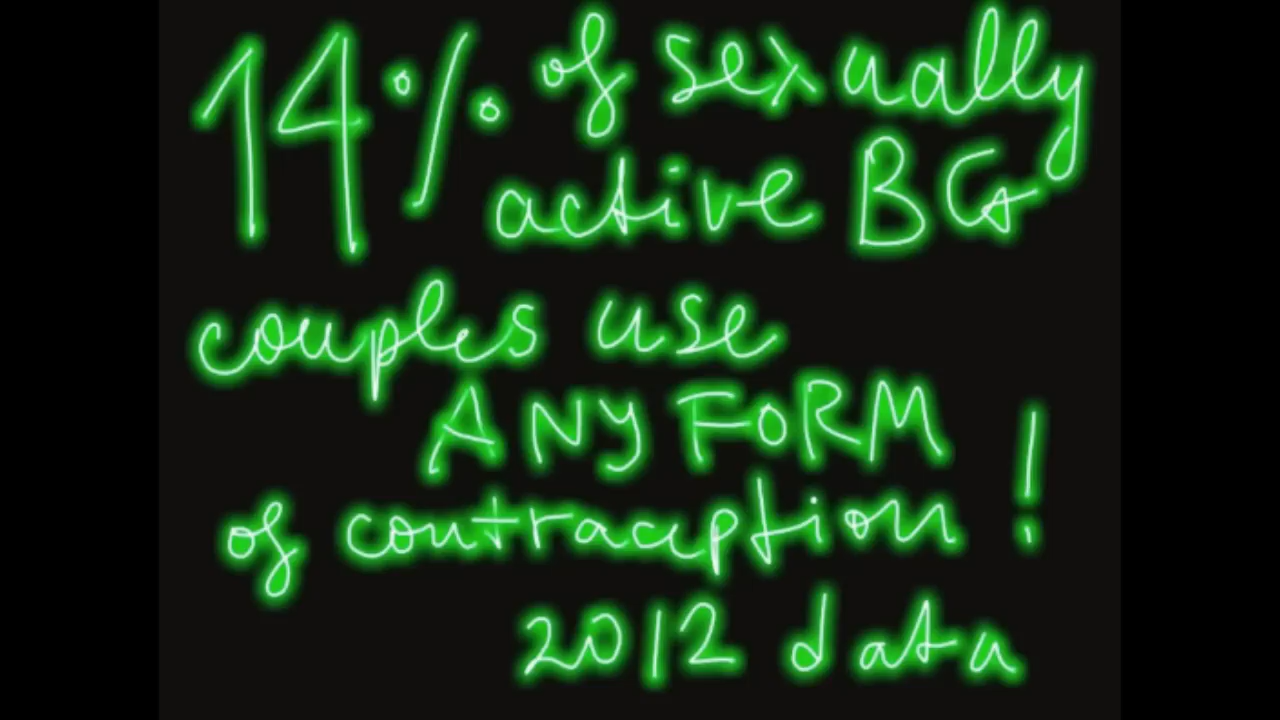 14% of sexually
active BG
couples use
ANY FORM
of contraception!
2012 data